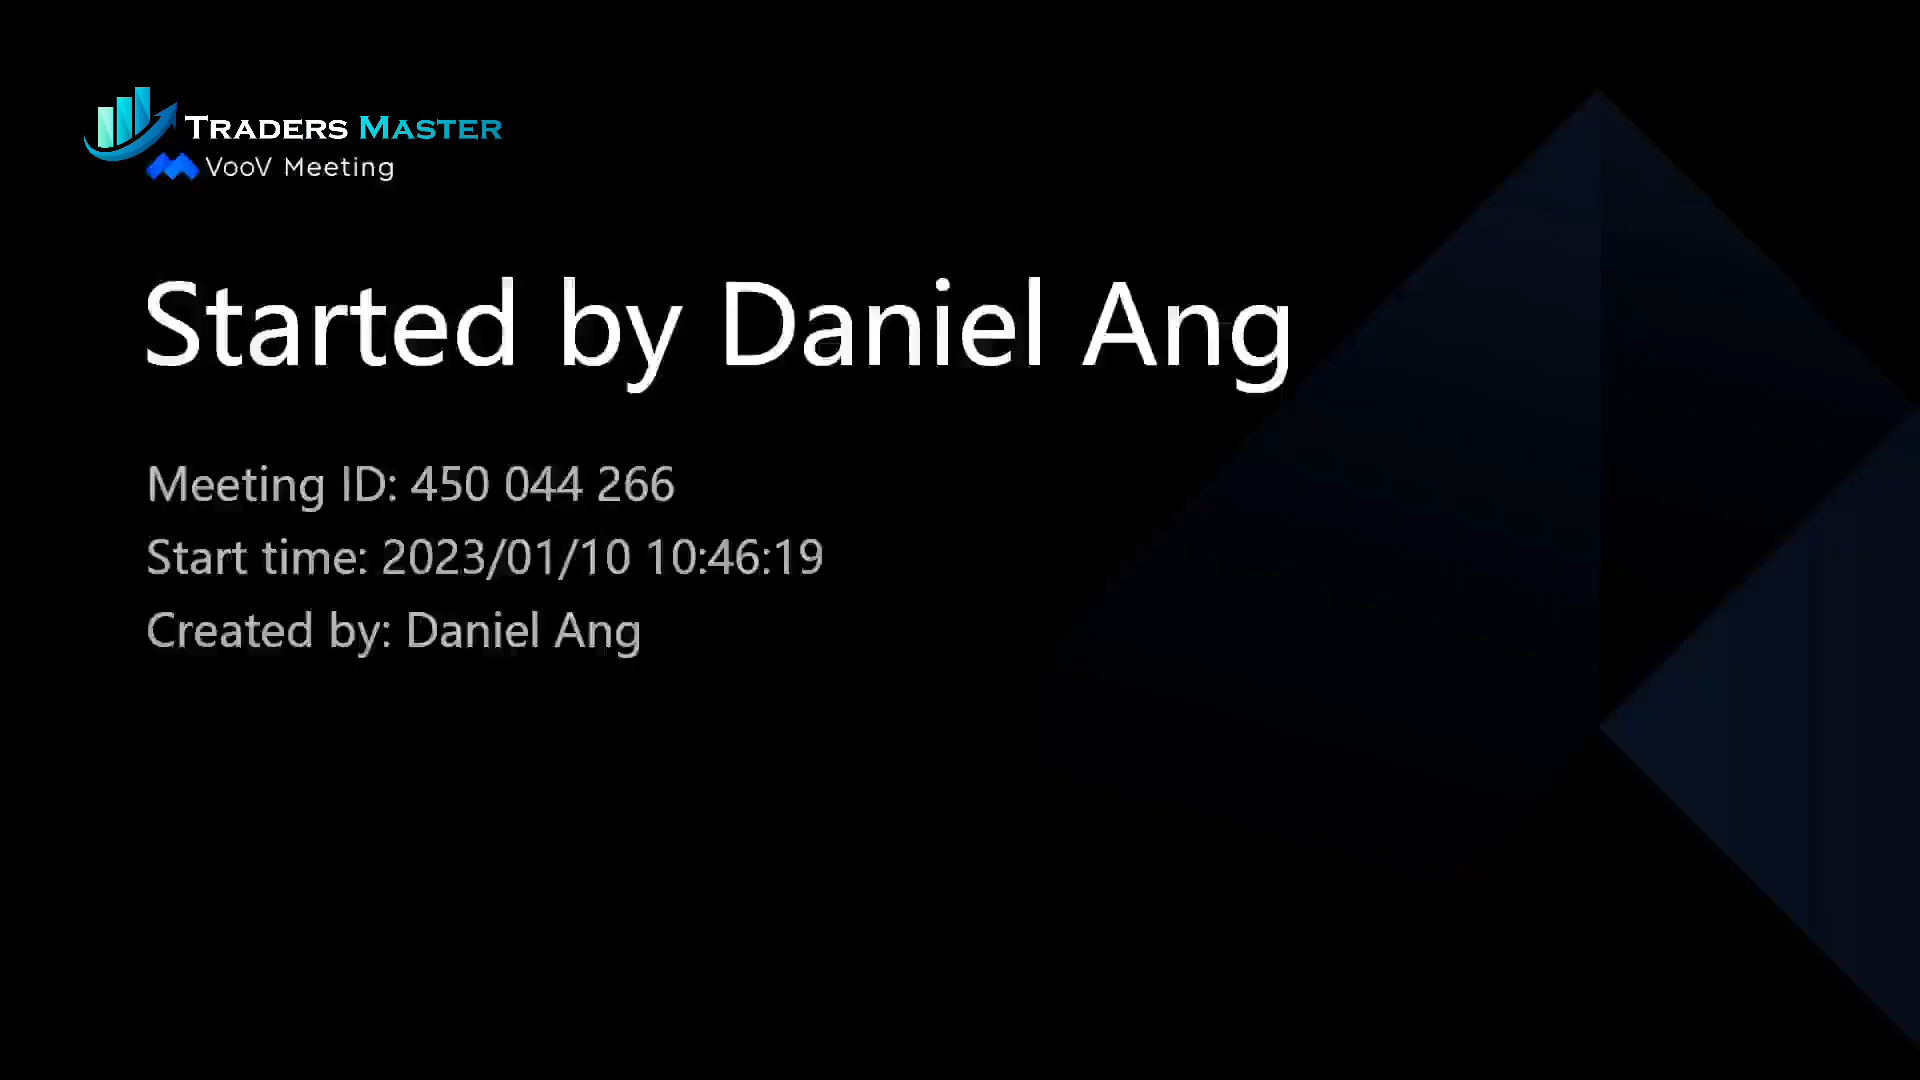 TRADERS MASTER
VooV Meeting
Started by Daniel Ang
Meeting ID: 450 044 266
Start time: 2023/01/10 10:46:19
Created by: Daniel Ang